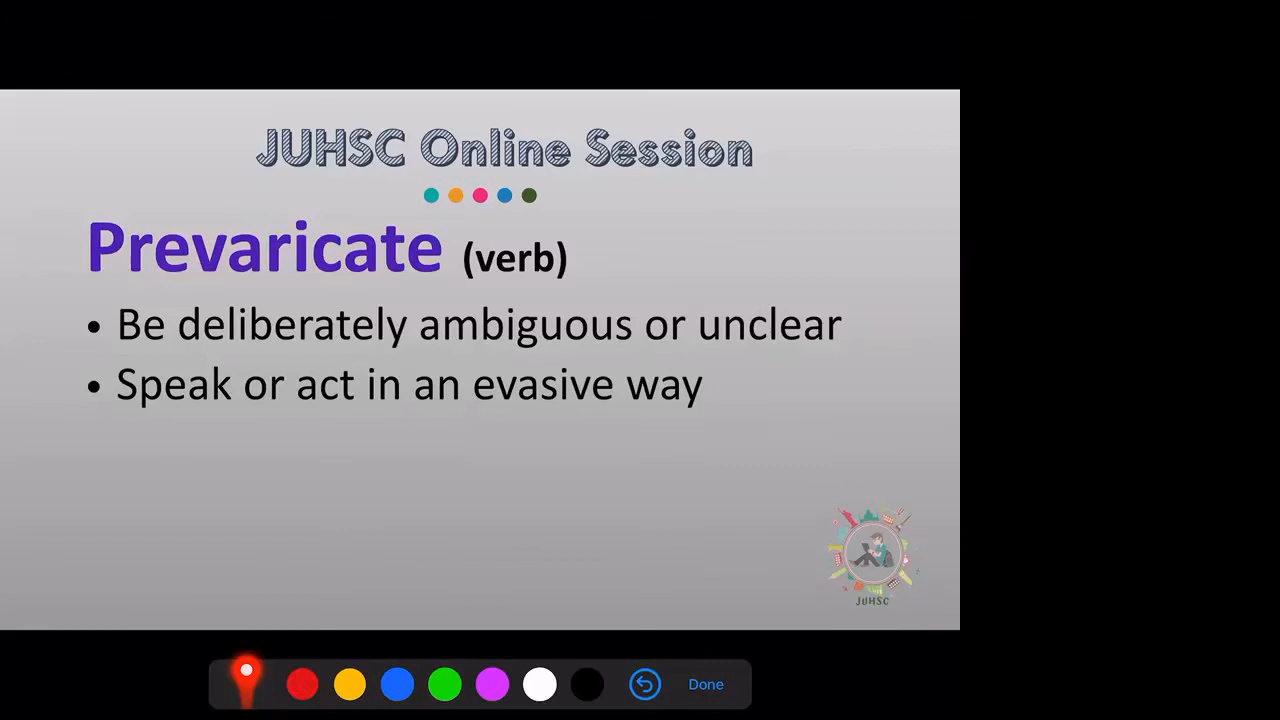 JUHSC Online Session
Prevaricate (verb)
• Be deliberately ambiguous or unclear
• Speak or act in an evasive way
JUHSC
Done